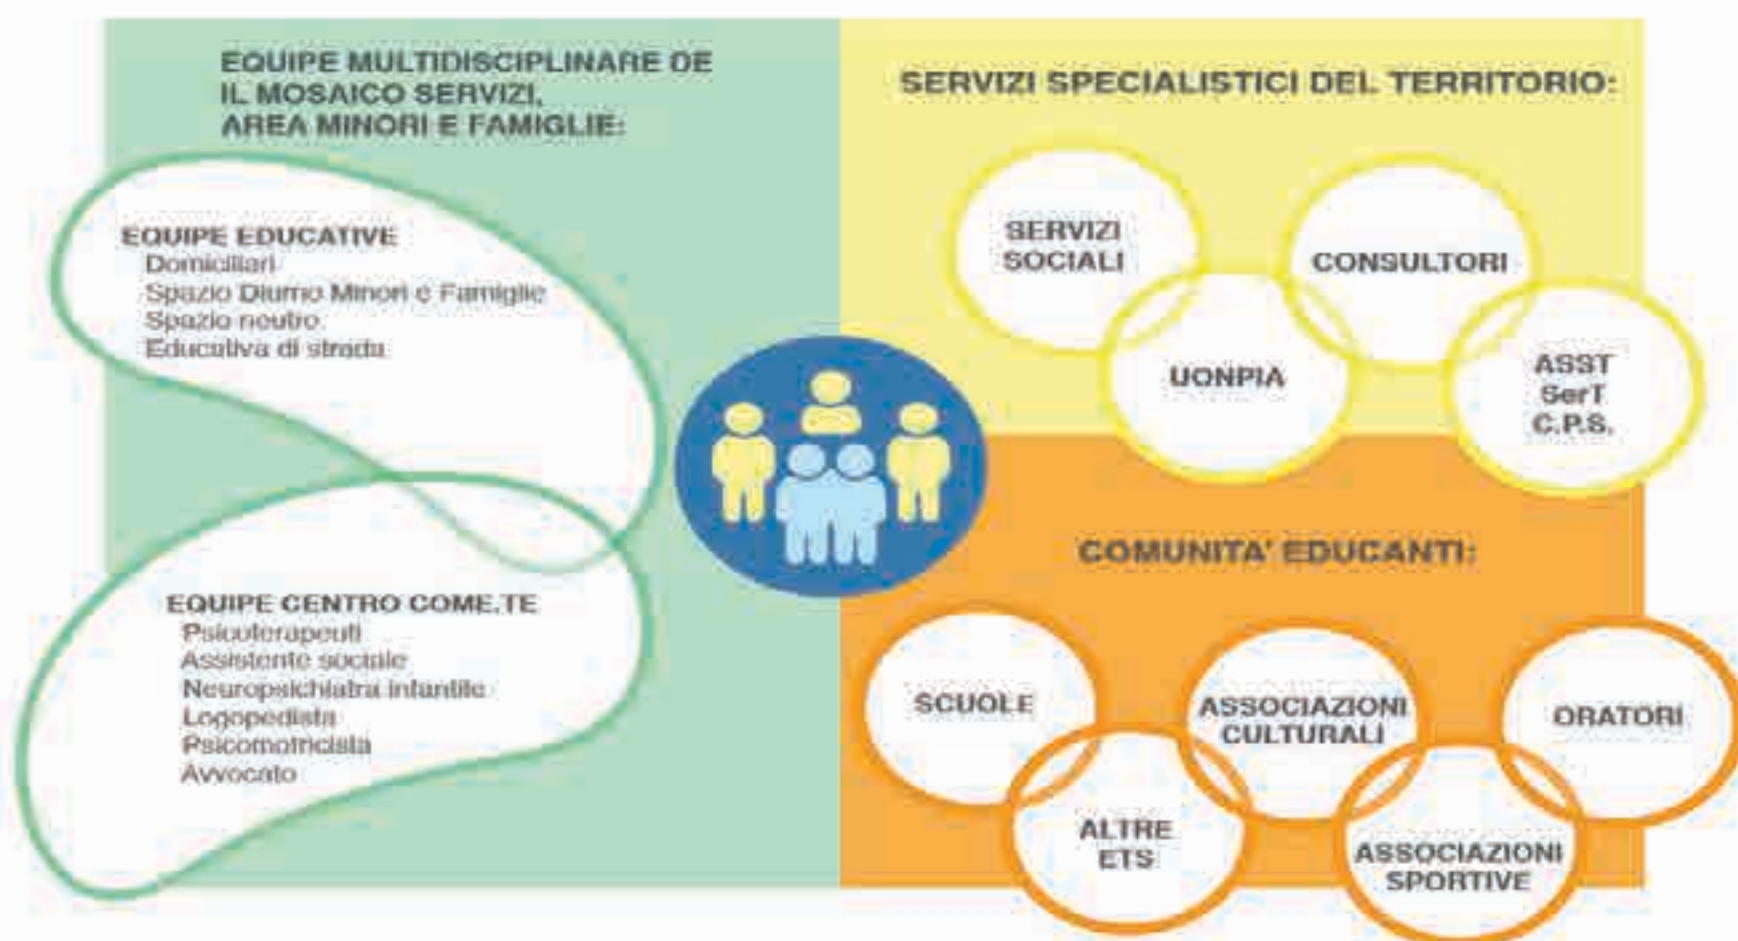 EQUIPE MULTIDISCIPLINARE DE
IL MOSAICO SERVIZI,
AREA MINORI E FAMIGLIE:
EQUIPE EDUCATIVE
Domiciliari
Spazio Diurno Minori e Famiglie
Spazio neutro
Educativa di strada
EQUIPE CENTRO COME.TE
Psicoterapeuti
Assistente sociale
Neuropsichiatra infantile
Logopedista
Psicomotricista
Avvocato
SERVIZI SPECIALISTICI DEL TERRITORIO:
SERVIZI
SOCIALI
UONPIA
CONSULTORI
ASST
SerT
C.P.S.
COMUNITA' EDUCANTI:
SCUOLE
ALTRE
ETS
ASSOCIAZIONI
CULTURALI
ASSOCIAZIONI
SPORTIVE
ORATORI